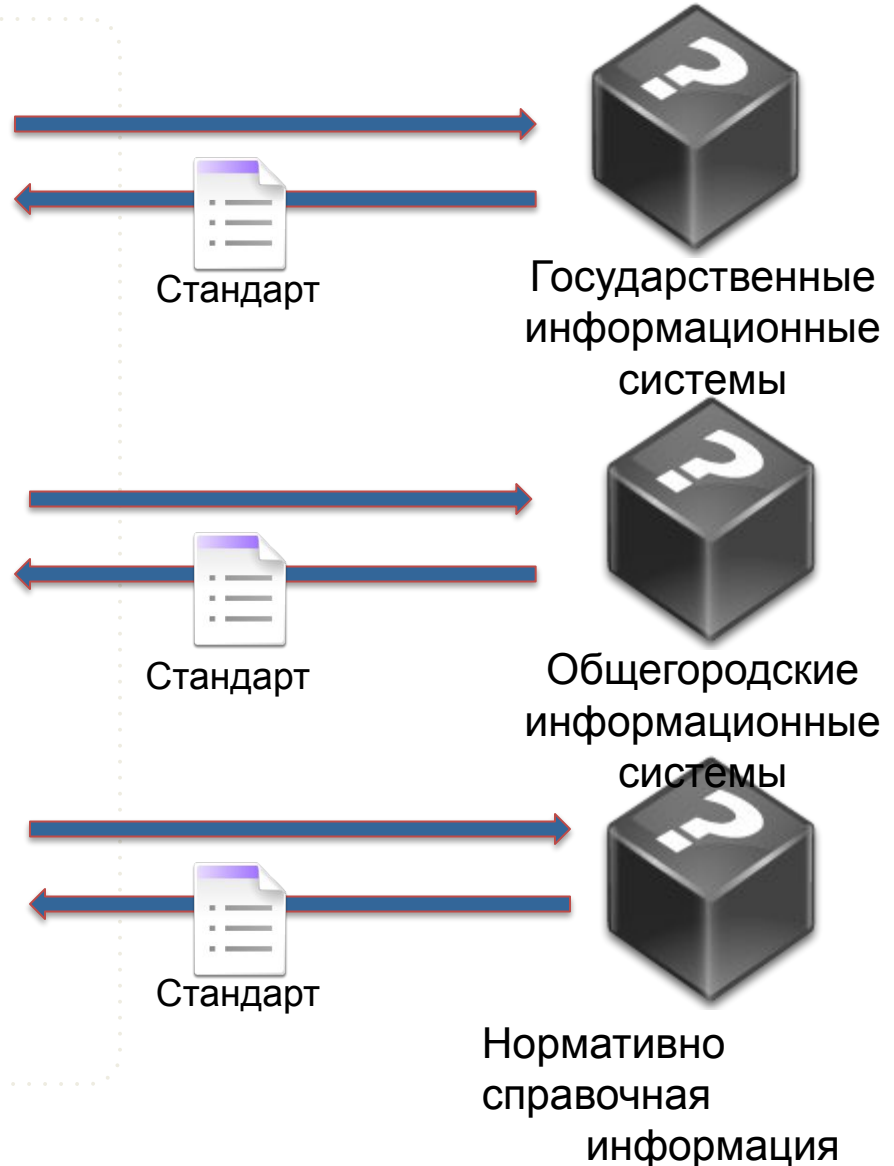 Стандарт
Государственные
информационные
системы
Стандарт
Общегородские
информационные
системы
Стандарт
Нормативно
справочная
информация